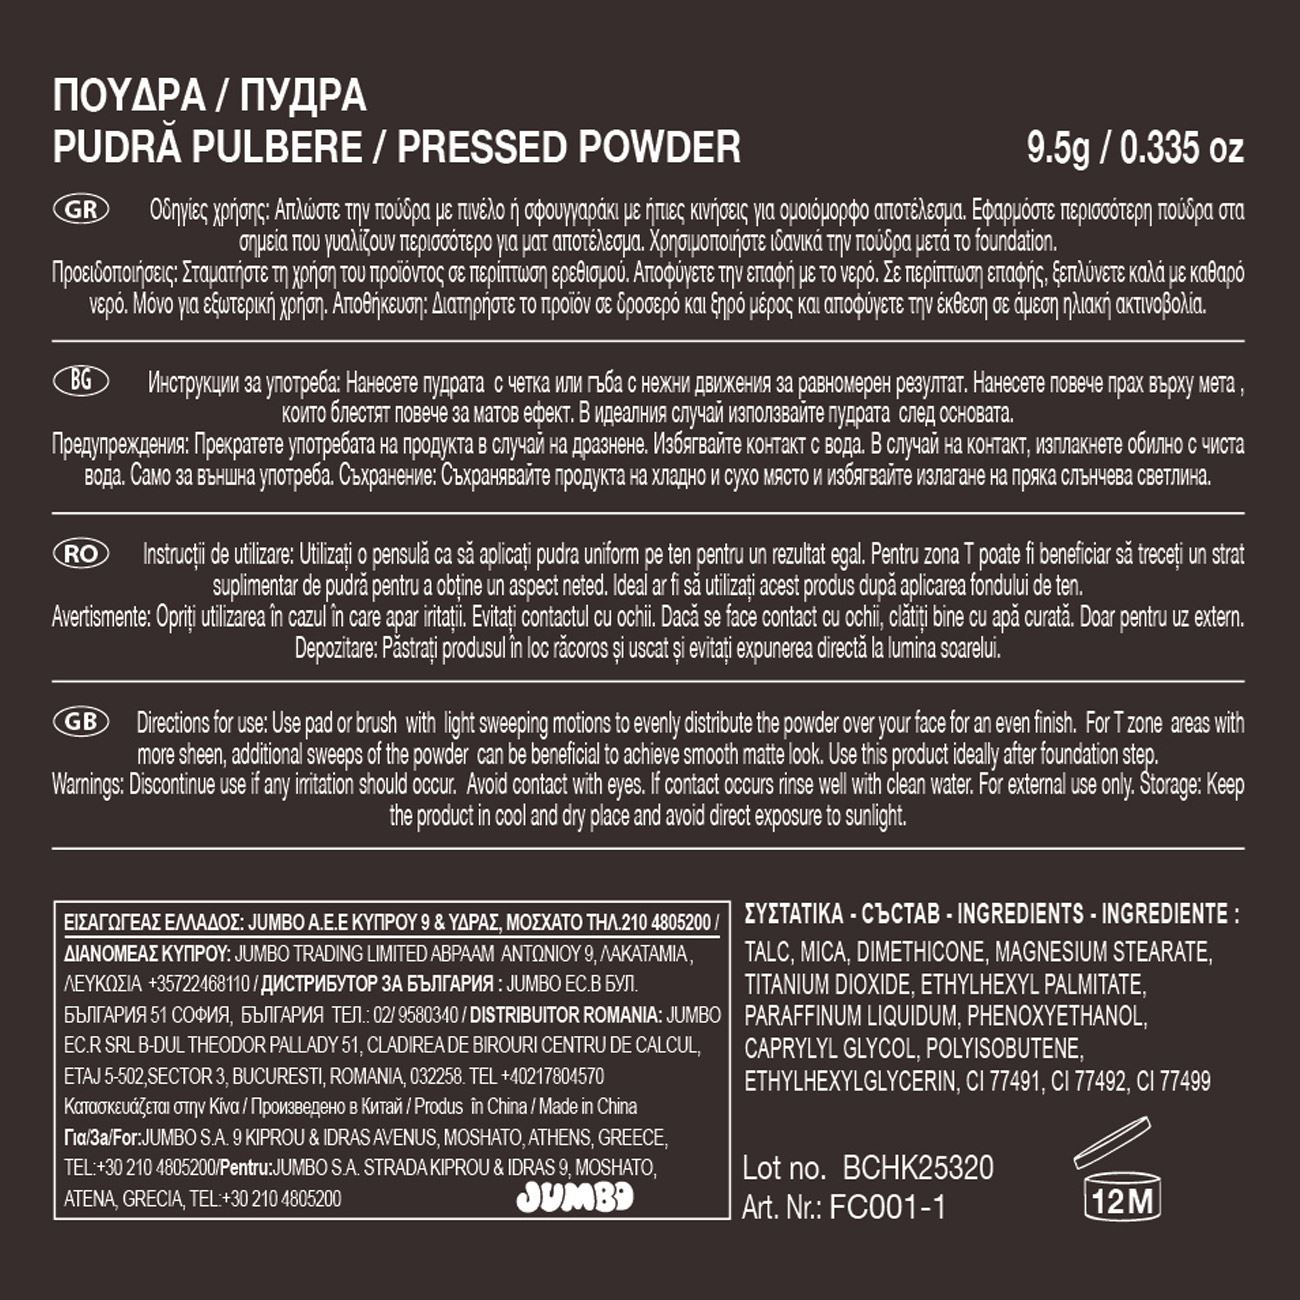 ΠΟΥΔΡΑ / ПУДРА
PUDRĂ PULBERE / PRESSED POWDER 9.5g / 0.335 oz
GR Οδηγίες χρήσης: Απλώστε την πούδρα με πινέλο ή σφουγγαράκι με ήπιες κινήσεις για ομοιόμορφο αποτέλεσμα. Εφαρμόστε περισσότερη πούδρα στα
σημεία που γυαλίζουν περισσότερο για ματ αποτέλεσμα. Χρησιμοποιήστε ιδανικά την πούδρα μετά το foundation.
Προειδοποιήσεις: Σταματήστε τη χρήση του προϊόντος σε περίπτωση ερεθισμού. Αποφύγετε την επαφή με το νερό. Σε περίπτωση επαφής, ξεπλύνετε καλά με καθαρό
νερό. Μόνο για εξωτερική χρήση. Αποθήκευση: Διατηρήστε το προϊόν σε δροσερό και ξηρό μέρος και αποφύγετε την έκθεση σε άμεση ηλιακή ακτινοβολία.
BG Инструкции за употреба: Нанесете пудрата с четка или гъба с нежни движения за равномерен резултат. Нанесете повече прах върху мета ,
които блестят повече за матов ефект. В идеалния случай използвайте пудрата след основата.
Предупреждения: Прекратете употребата на продукта в случай на дразнене. Избягвайте контакт с вода. В случай на контакт, изплакнете обилно с чиста
вода. Само за външна употреба. Съхранение: Съхранявайте продукта на хладно и сухо място и избягвайте излагане на пряка слънчева светлина.
RO Instrucții de utilizare: Utilizați o pensulă ca să aplicați pudra uniform pe ten pentru un rezultat egal. Pentru zona T poate fi beneficiar să treceți un strat
suplimentar de pudră pentru a obține un aspect neted. Ideal ar fi să utilizați acest produs după aplicarea fondului de ten.
Avertismente: Opriți utilizarea în cazul în care apar iritații. Evitați contactul cu ochii. Dacă se face contact cu ochii, clătiți bine cu apă curată. Doar pentru uz extern.
Depozitare: Păstrați produsul în loc răcoros și uscat și evitați expunerea directă la lumina soarelui.
GB Directions for use: Use pad or brush with light sweeping motions to evenly distribute the powder over your face for an even finish. For T zone areas with
more sheen, additional sweeps of the powder can be beneficial to achieve smooth matte look. Use this product ideally after foundation step.
Warnings: Discontinue use if any irritation should occur. Avoid contact with eyes. If contact occurs rinse well with clean water. For external use only. Storage: Keep
the product in cool and dry place and avoid direct exposure to sunlight.
ΕΙΣΑΓΩΓΕΑΣ ΕΛΛΑΔΟΣ: JUMBO A.E.E ΚΥΠΡΟΥ 9 & ΥΔΡΑΣ, ΜΟΣΧΑΤΟ ΤΗΛ.210 4805200 /
ΔΙΑΝΟΜΕΑΣ ΚΥΠΡΟΥ: JUMBO TRADING LIMITED ΑΒΡΑΑΜ ΑΝΤΩΝΙΟΥ 9, ΛΑΚΑΤΑΜΙΑ,
ΛΕΥΚΩΣΙΑ +35722468110 / ДИСТРИБУТОР ЗА БЪЛГАРИЯ : JUMBO EC.B БУЛ.
БЪЛГАРИЯ 51 СОФИЯ, БЪЛГАРИЯ ТЕЛ.: 02/ 9580340 / DISTRIBUITOR ROMANIA: JUMBO
EC.R SRL B-DUL THEODOR PALLADY 51, CLADIREA DE BIROURI CENTRU DE CALCUL,
ETAJ 5-502,SECTOR 3, BUCURESTI, ROMANIA, 032258. TEL +40217804570
Κατασκευάζεται στην Κίνα / Произведено в Китай / Produs în China / Made in China
Για/За/For:JUMBO S.A. 9 KIPROU & IDRAS AVENUS, MOSHATO, ATHENS, GREECE,
TEL:+30 210 4805200/Pentru:JUMBO S.A. STRADA KIPROU & IDRAS 9, MOSHATO,
ATENA, GRECIA, TEL:+30 210 4805200
JUMBO
ΣΥΣΤΑΤΙΚΑ - СЪСТАВ - INGREDIENTS - INGREDIENTE :
TALC, MICA, DIMETHICONE, MAGNESIUM STEARATE,
TITANIUM DIOXIDE, ETHYLHEXYL PALMITATE,
PARAFFINUM LIQUIDUM, PHENOXYETHANOL,
CAPRYLYL GLYCOL, POLYISOBUTENE,
ETHYLHEXYLGLYCERIN, CI 77491, CI 77492, CI 77499
Lot no. BCHK25320
Art. Nr.: FC001-1
12M